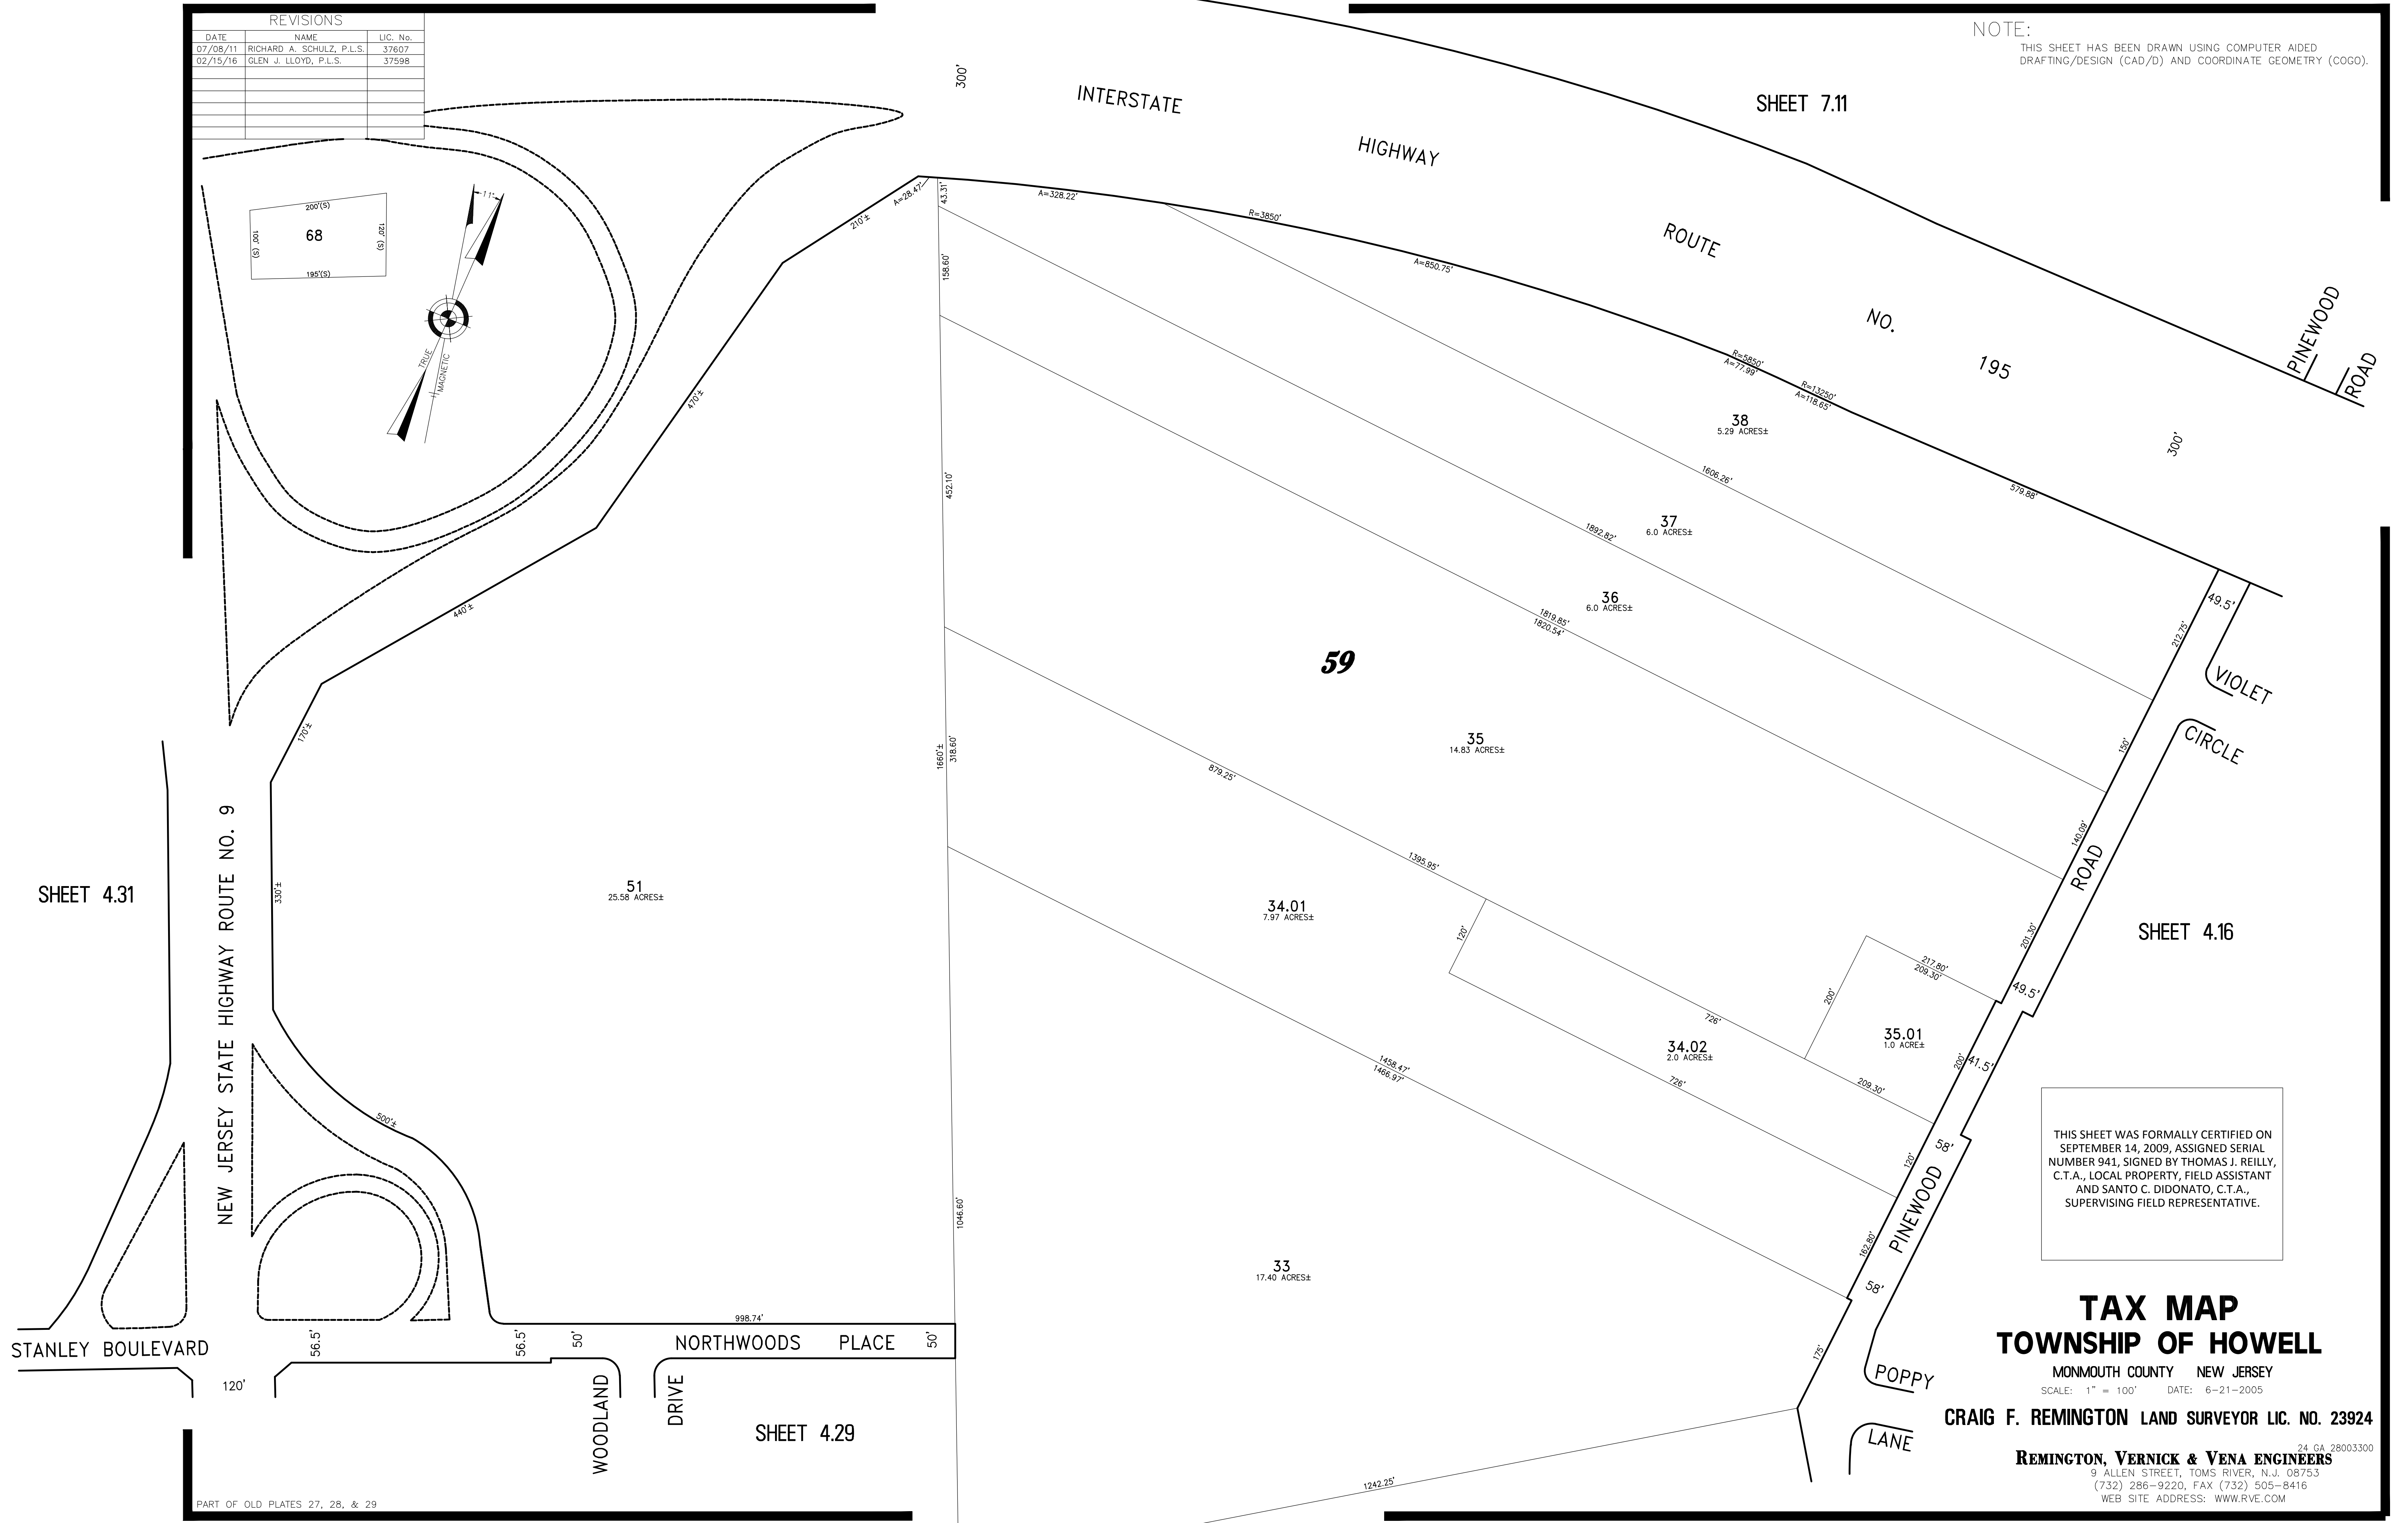 REVISIONS
DATE NAME LIC. No.
07/08/11 RICHARD A. SCHULZ, P.L.S. 37607
02/15/16 GLEN J. LLOYD, P.L.S. 37598
NOTE:
THIS SHEET HAS BEEN DRAWN USING COMPUTER AIDED
DRAFTING/DESIGN (CAD/D) AND COORDINATE GEOMETRY (COGO).
SHEET 7.11
300'
INTERSTATE
HIGHWAY
ROUTE
NO.
195
300'
PINEWOOD
ROAD
200'(S)
100' (S)
68
120' (S)
195'(S)
11'
TRUE
MAGNETIC
A=28.47'
210'±
470'±
440'±
170'±
330'±
500'±
43.31'
158.60'
452.10'
1660'±
318.60'
1046.60'
A=328.22'
R=3850'
A=850.75'
R=5850'
A=77.99'
R=13250'
A=118.65'
579.88'
38
5.29 ACRES±
1606.26'
37
6.0 ACRES±
1892.82'
36
6.0 ACRES±
1819.85'
1820.54'
59
35
14.83 ACRES±
879.25'
1395.95'
34.01
7.97 ACRES±
120'
726'
34.02
2.0 ACRES±
726'
200'
217.80'
209.30'
35.01
1.0 ACRE±
209.30'
200'
1458.47'
1466.97'
33
17.40 ACRES±
1242.25'
51
25.58 ACRES±
49.5'
212.75'
VIOLET
CIRCLE
150'
140.09'
ROAD
201.30'
49.5'
41.5'
58'
120'
PINEWOOD
162.80'
58'
175'
POPPY
LANE
SHEET 4.16
SHEET 4.31
NEW JERSEY STATE HIGHWAY ROUTE NO. 9
STANLEY BOULEVARD
56.5'
56.5'
50'
998.74'
NORTHWOODS PLACE
50'
120'
WOODLAND
DRIVE
SHEET 4.29
THIS SHEET WAS FORMALLY CERTIFIED ON
SEPTEMBER 14, 2009, ASSIGNED SERIAL
NUMBER 941, SIGNED BY THOMAS J. REILLY,
C.T.A., LOCAL PROPERTY, FIELD ASSISTANT
AND SANTO C. DIDONATO, C.T.A.,
SUPERVISING FIELD REPRESENTATIVE.
TAX MAP
TOWNSHIP OF HOWELL
MONMOUTH COUNTY NEW JERSEY
SCALE: 1" = 100' DATE: 6-21-2005
CRAIG F. REMINGTON LAND SURVEYOR LIC. NO. 23924
24 GA 28003300
REMINGTON, VERNICK & VENA ENGINEERS
9 ALLEN STREET, TOMS RIVER, N.J. 08753
(732) 286-9220, FAX (732) 505-8416
WEB SITE ADDRESS: WWW.RVE.COM
PART OF OLD PLATES 27, 28, & 29